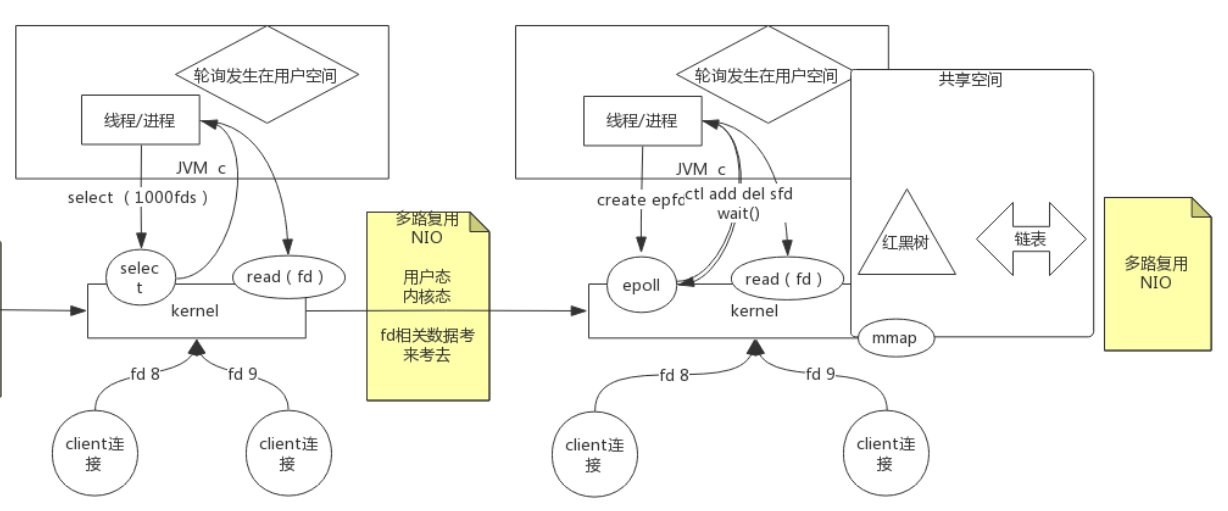 轮询发生在用户空间
线程/进程
JVM c
select（1000fds）
selec
t
read（fd）
kernel
fd 8
fd 9
client连
接
client连
接
多路复用
NIO
用户态
内核态
fd相关数据考
来考去
轮询发生在用户空间
线程/进程
JVM c
create epfd
ctl add del sfd
wait()
epoll
read（fd）
kernel
fd 8
fd 9
client连
接
client连
接
共享空间
红黑树
链表
mmap
多路复用
NIO